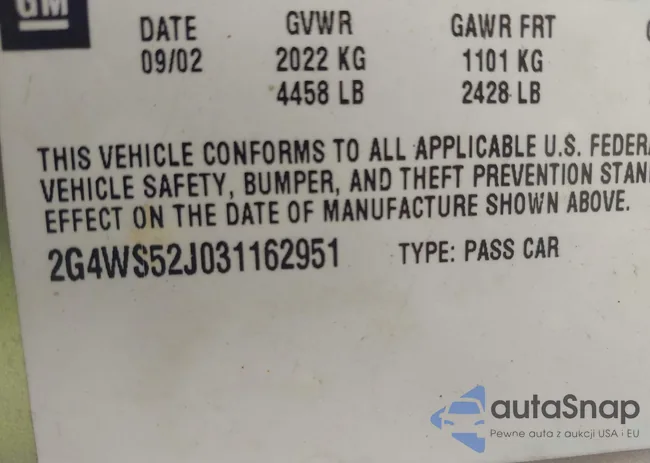 GM
DATE GVWR GAWR FRT
09/02 2022 KG 1101 KG
4458 LB 2428 LB
THIS VEHICLE CONFORMS TO ALL APPLICABLE U.S. FEDERA
VEHICLE SAFETY, BUMPER, AND THEFT PREVENTION STAN
EFFECT ON THE DATE OF MANUFACTURE SHOWN ABOVE.
2G4WS52J031162951 TYPE: PASS CAR
autaSnap
Pewne auta z aukcji USA i EU